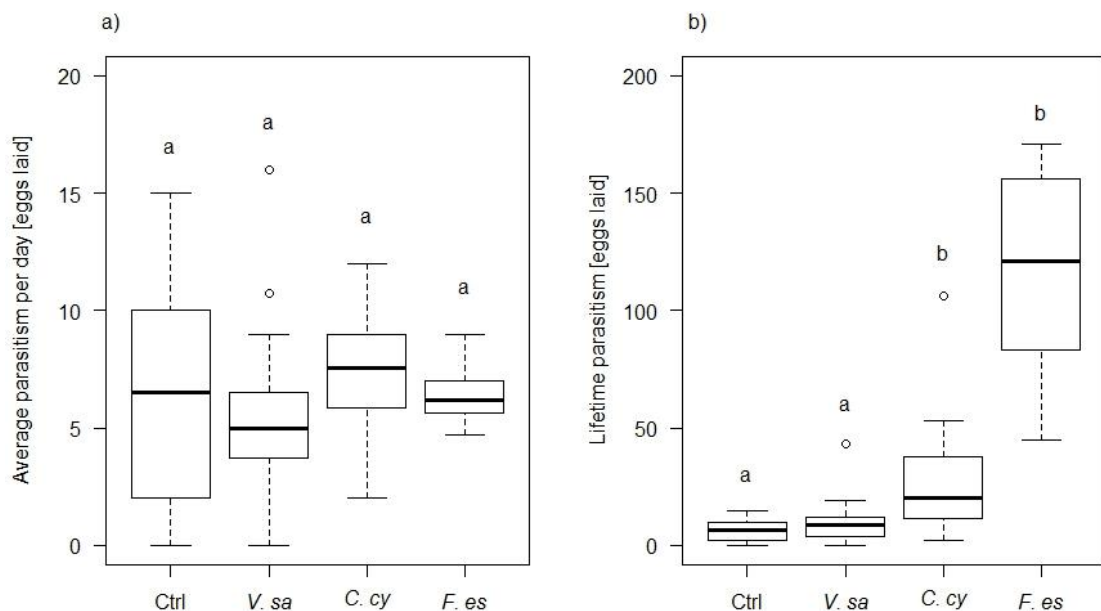 a)
Average parasitism per day [eggs laid]
20
15
10
5
0
a
a
a
a
Ctrl
V. sa
C. cy
F. es
b)
Lifetime parasitism [eggs laid]
200
150
100
50
0
a
a
b
b
Ctrl
V. sa
C. cy
F. es